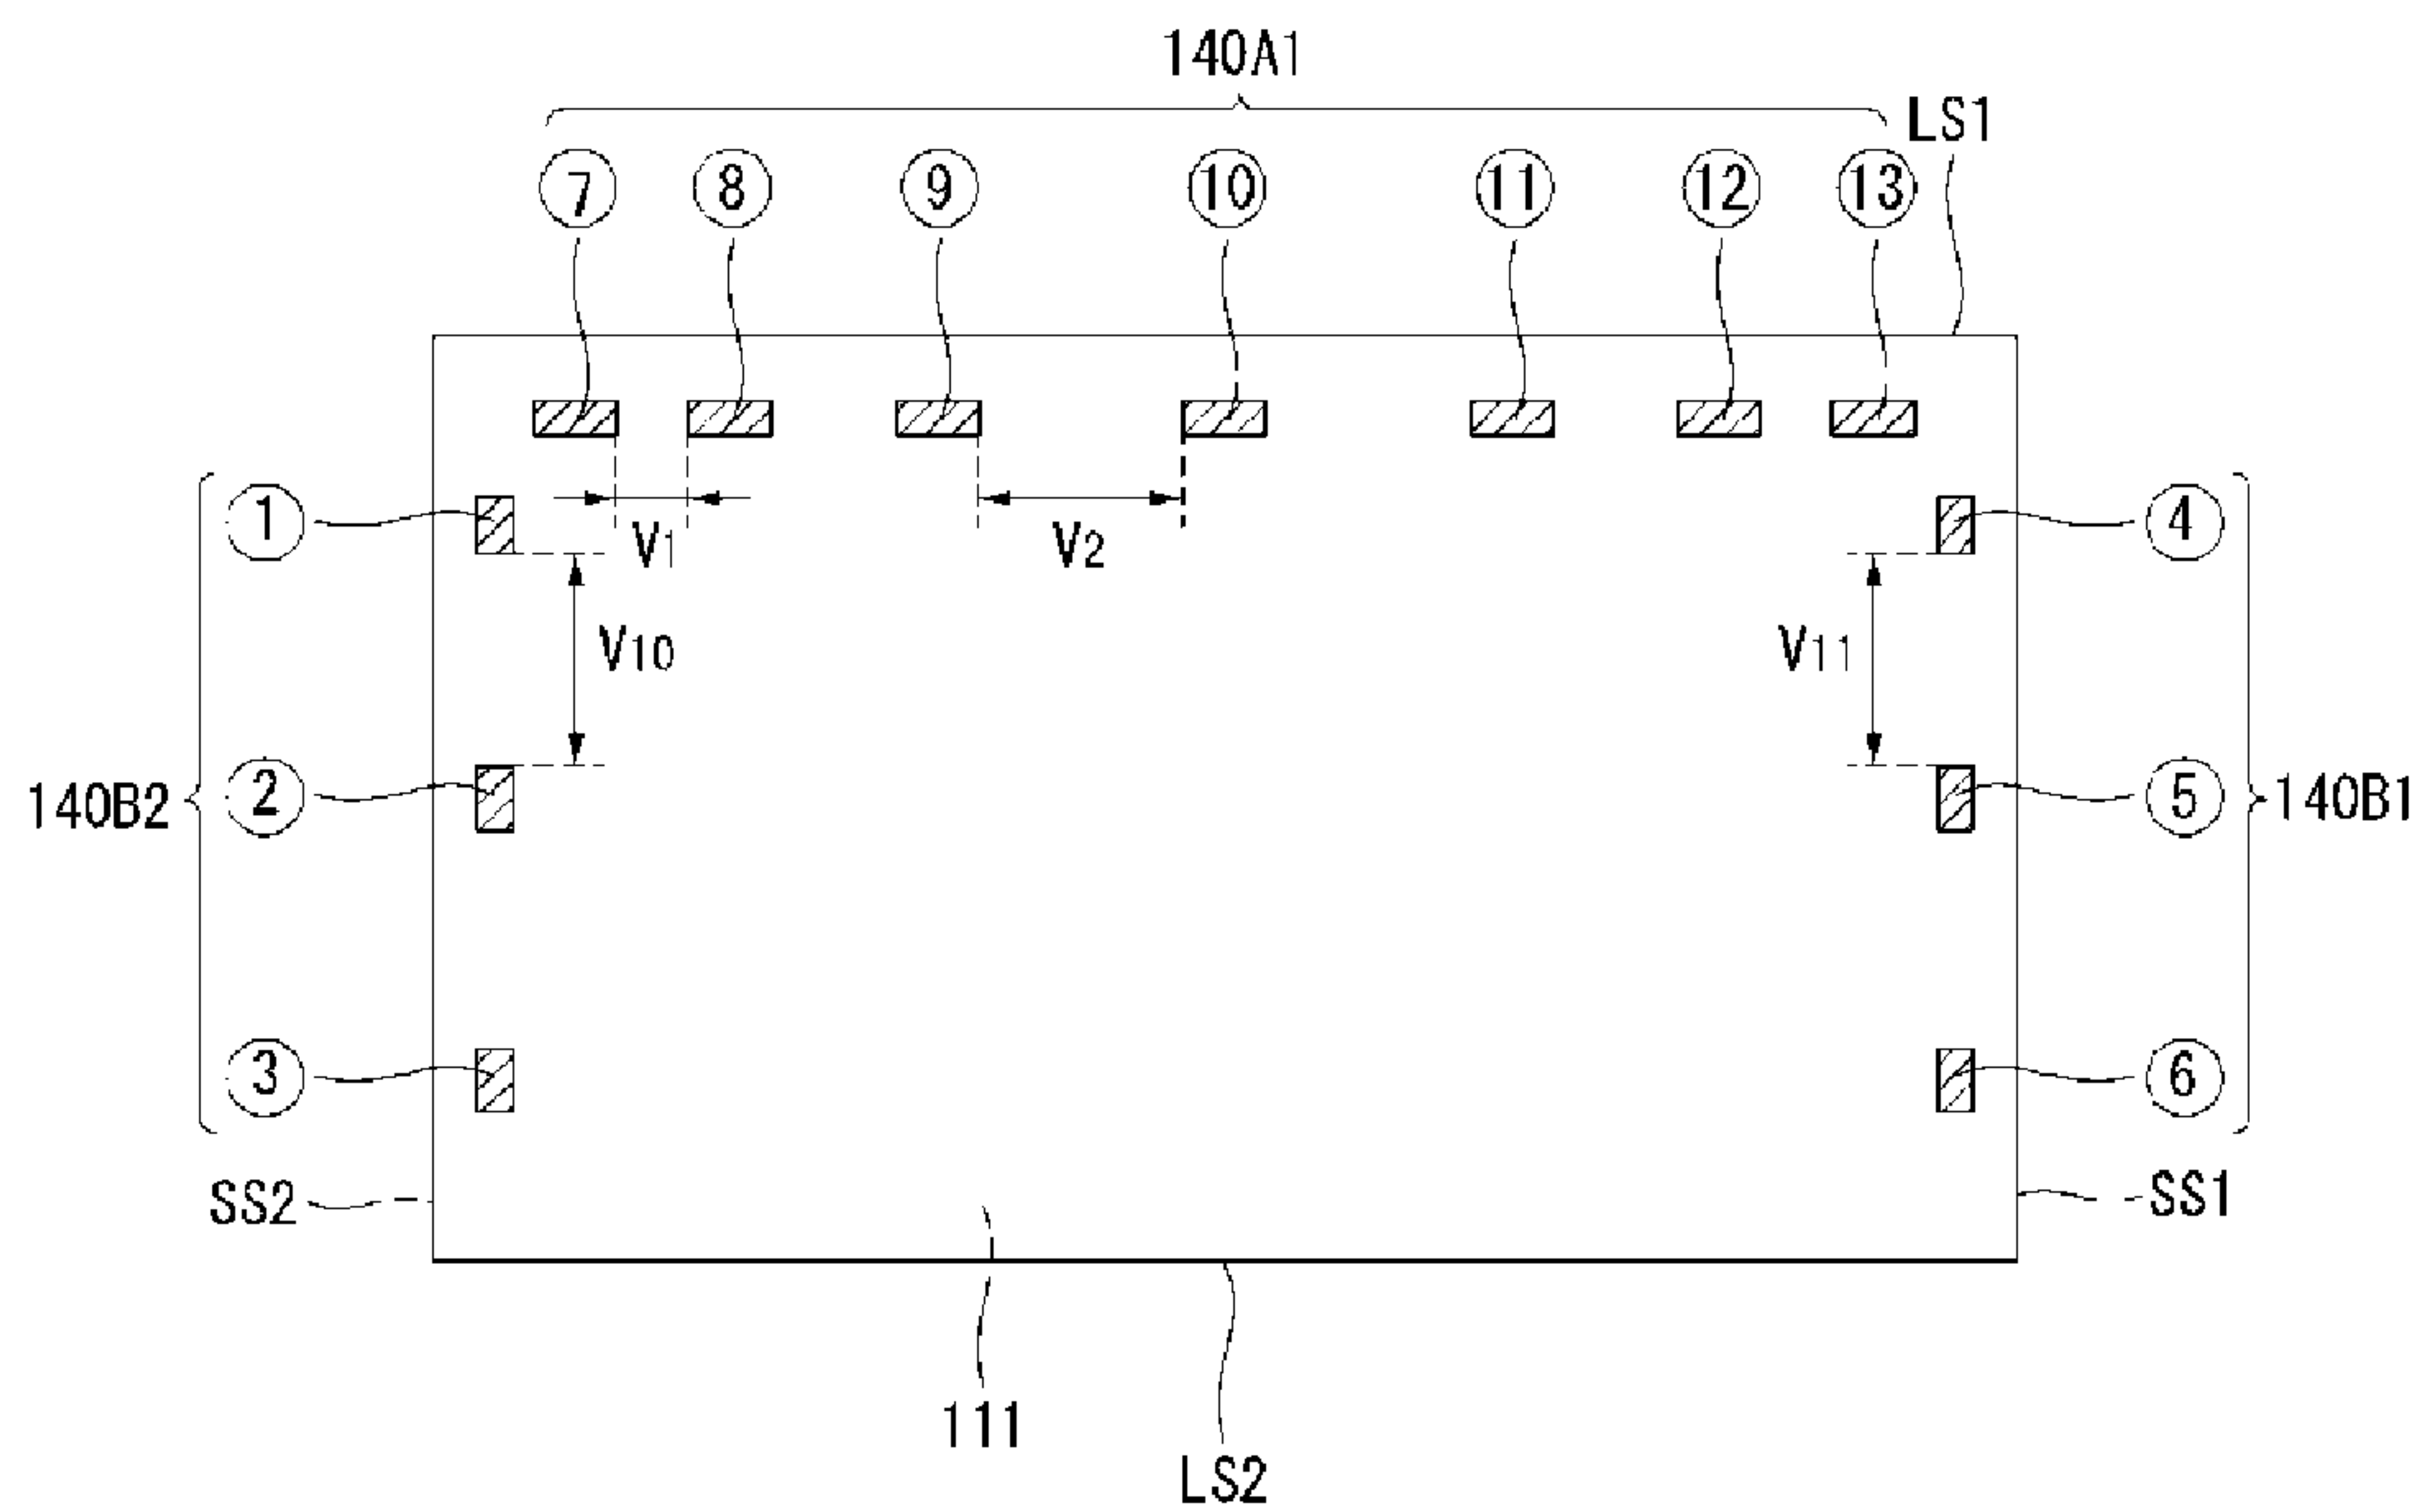 140A1
LS1
⑦ ⑧ ⑨ ⑩ ⑪ ⑫ ⑬
① V1 V2 ④
V10 V11
140B2 ② ⑤ 140B1
③ ⑥
SS2 SS1
111
LS2